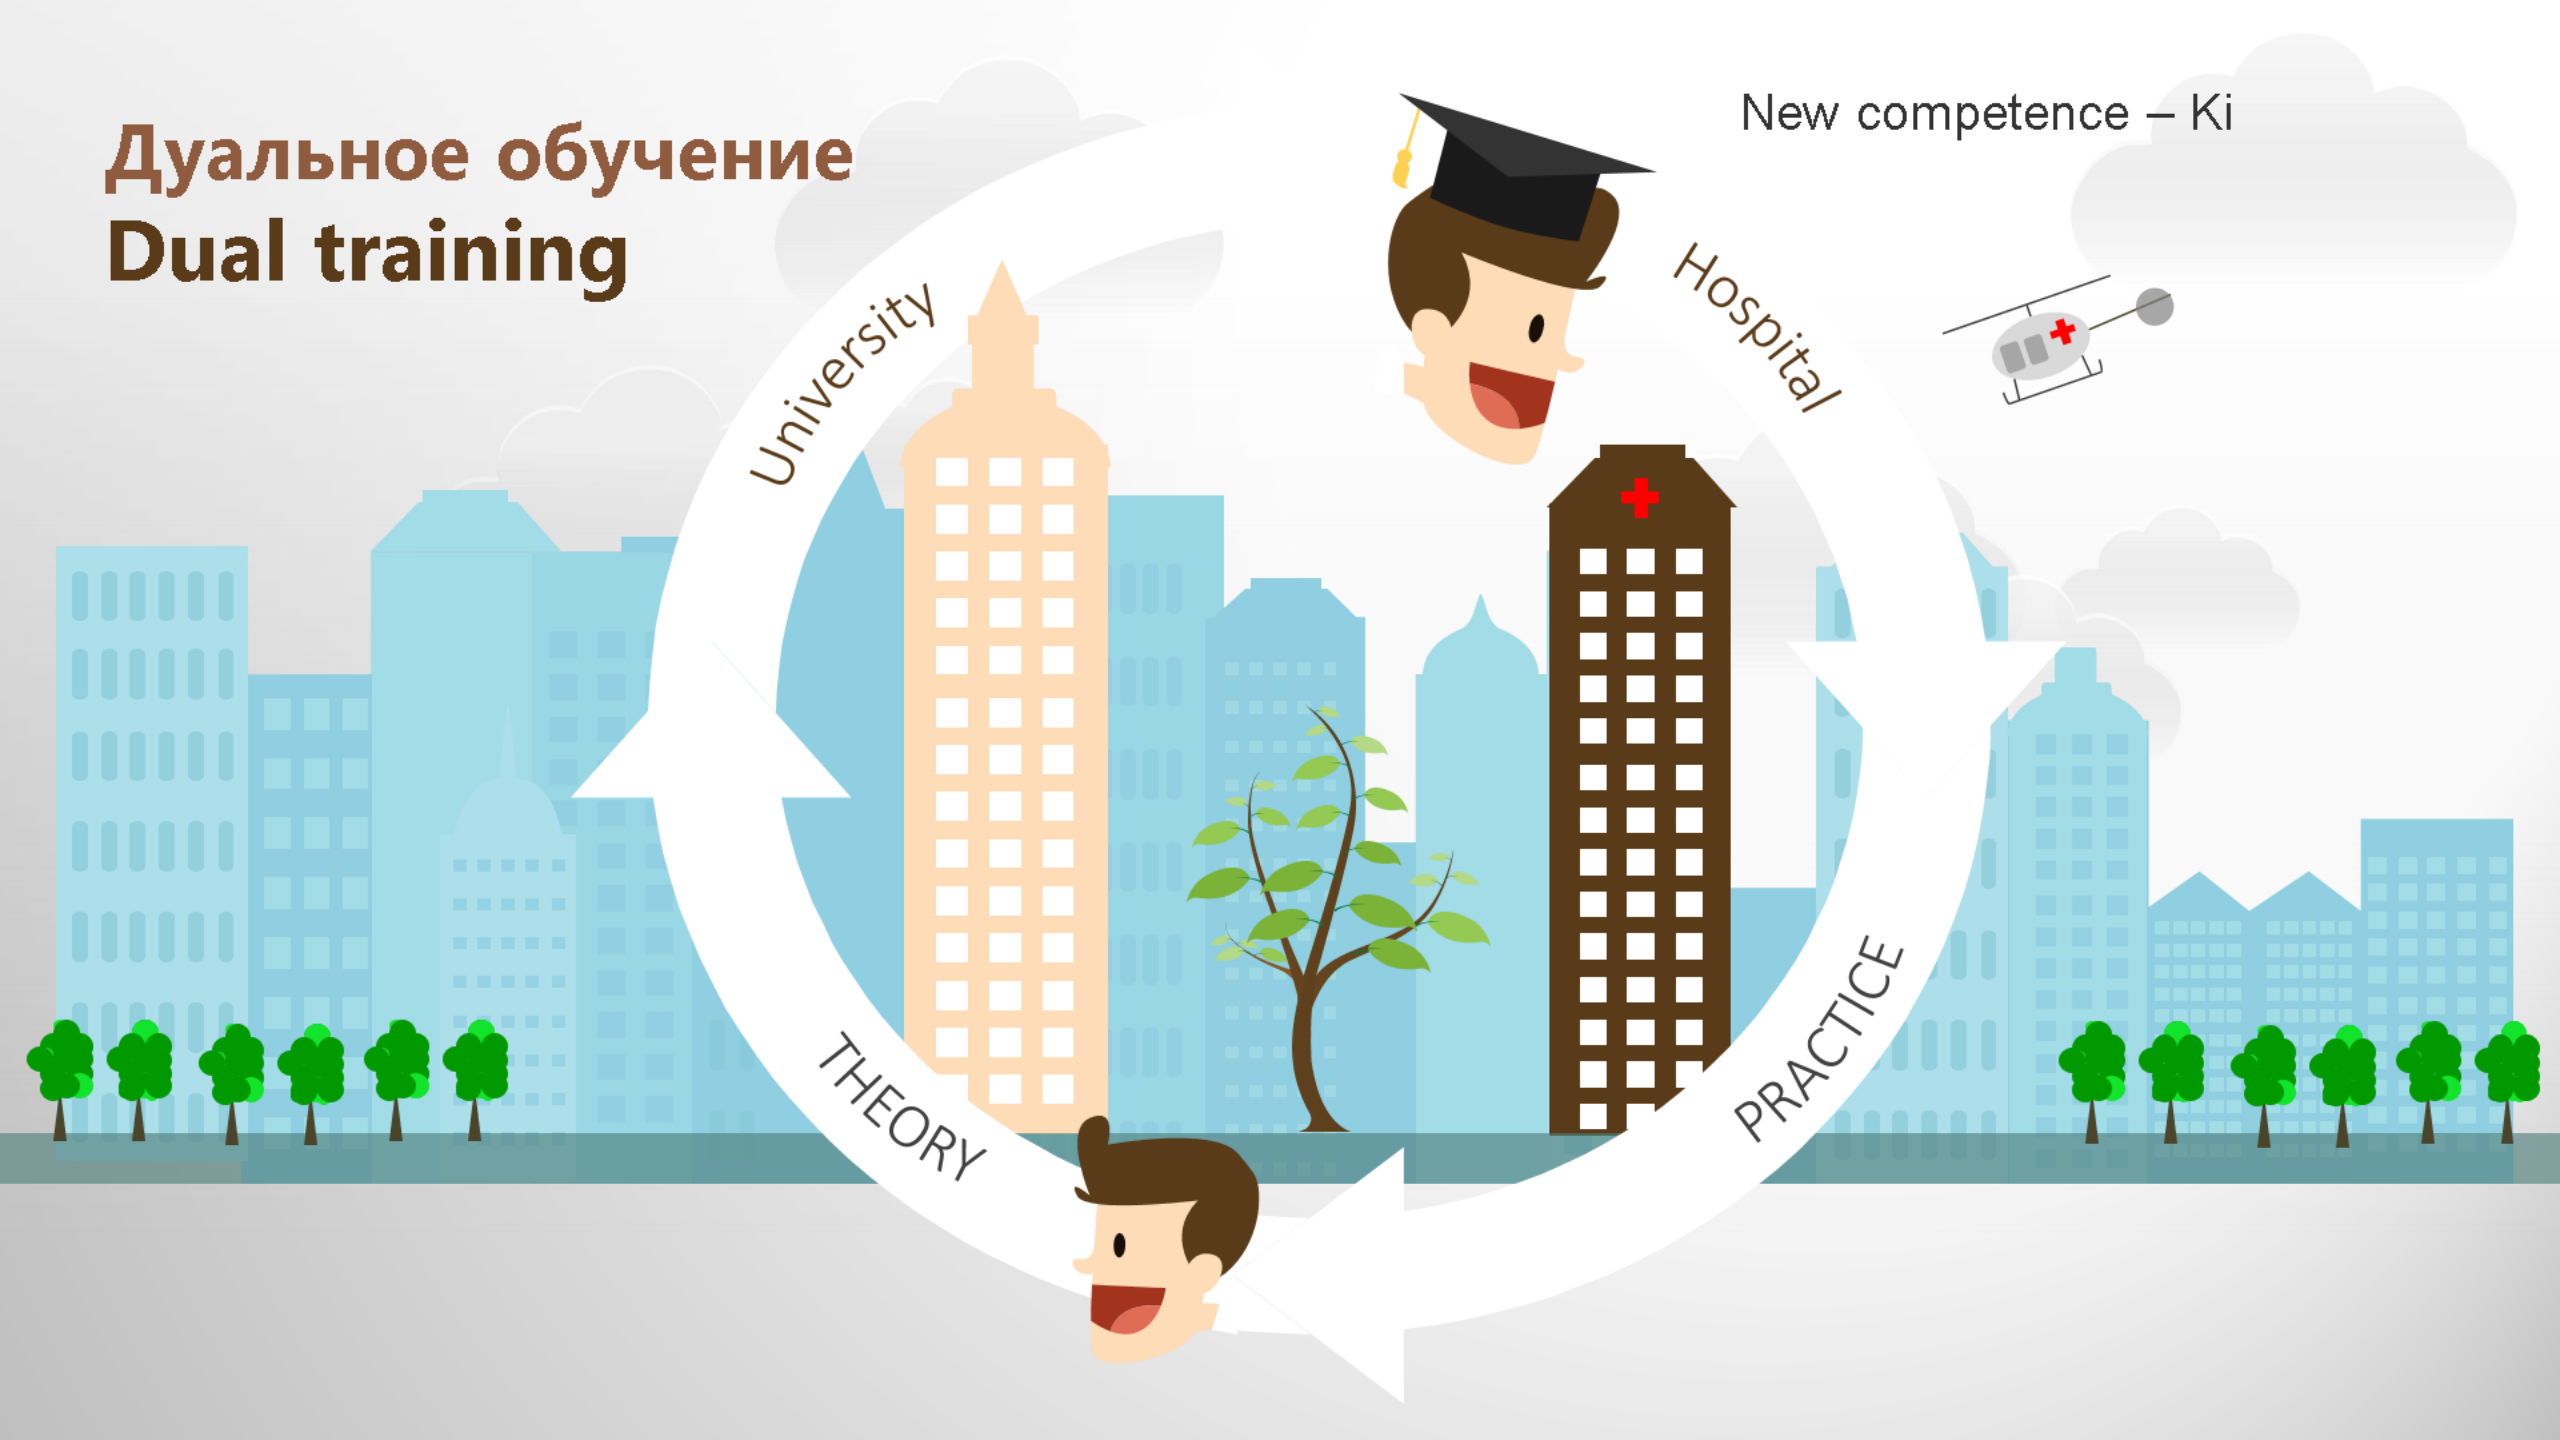 Дуальное обучение
Dual training
New competence – Ki
University
Hospital
THEORY
PRACTICE